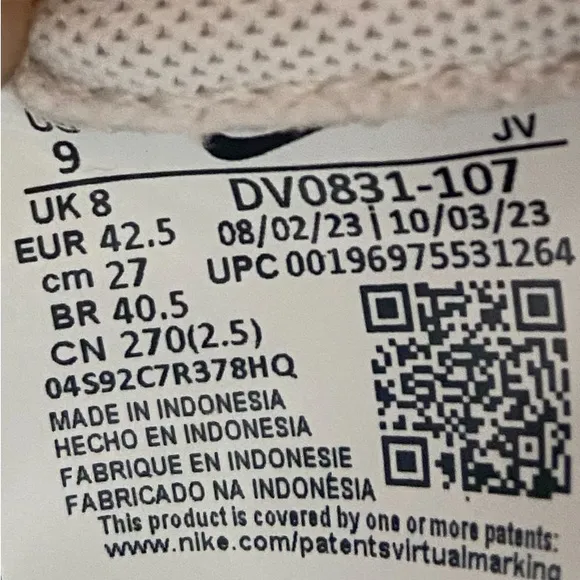 US
9
JV
UK 8
DV0831-107
EUR 42.5
08/02/23 | 10/03/23
cm 27
UPC 00196975531264
BR 40.5
CN 270(2.5)
04S92C7R378HQ
MADE IN INDONESIA
HECHO EN INDONESIA
FABRIQUE EN INDONESIE
FABRICADO NA INDONÉSIA
This product is covered by one or more patents:
www.nike.com/patentsvirtualmarking